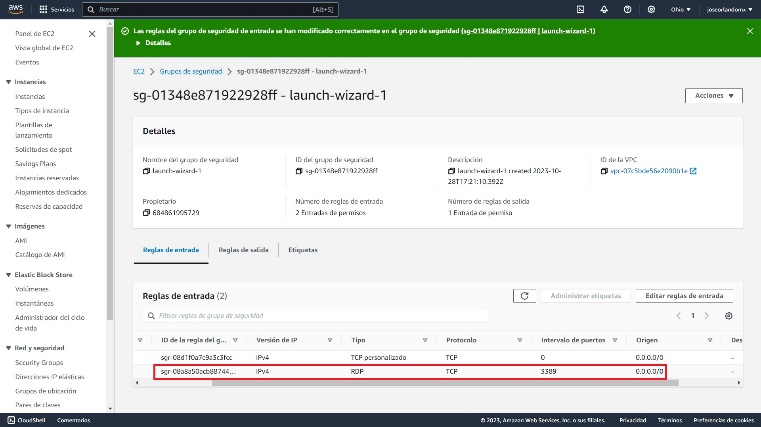 aws
Servicios
Buscar
[Alt+S]
Ohio
joseorlandomx
Panel de EC2
Vista global de EC2
Eventos
Instancias
Instancias
Tipos de instancia
Plantillas de
lanzamiento
Solicitudes de spot
Savings Plans
Instancias reservadas
Alojamientos dedicados
Reservas de capacidad
Imágenes
AMI
Catálogo de AMI
Elastic Block Store
Volúmenes
Instantáneas
Administrador del ciclo
de vida
Red y seguridad
Security Groups
Direcciones IP elásticas
Grupos de ubicación
Pares de claves
Las reglas del grupo de seguridad de entrada se han modificado correctamente en el grupo de seguridad (sg-01348e871922928ff | launch-wizard-1)
Detalles
EC2 > Grupos de seguridad > sg-01348e871922928ff - launch-wizard-1
sg-01348e871922928ff - launch-wizard-1
Acciones
Detalles
Nombre del grupo de seguridad
launch-wizard-1
ID del grupo de seguridad
sg-01348e871922928ff
Descripción
launch-wizard-1 created 2023-10-
28T17:21:10.392Z
ID de la VPC
vpr-07c5bde56e2090b1e
Propietario
684861995729
Número de reglas de entrada
2 Entradas de permisos
Número de reglas de salida
1 Entrada de permiso
Reglas de entrada
Reglas de salida
Etiquetas
Reglas de entrada (2)
Administrar etiquetas
Editar reglas de entrada
Filtrar reglas de grupo de seguridad
1
ID de la regla del g... Versión de IP Tipo Protocolo Intervalo de puertos Origen Des
sgr-08d1f0a7c9a3c3fcc IPv4 TCP personalizado TCP 0 0.0.0.0/0 –
sgr-08a8a50acb88744... IPv4 RDP TCP 3389 0.0.0.0/0 –
CloudShell
Comentarios
© 2023, Amazon Web Services, Inc. o sus filiales.
Privacidad
Términos
Preferencias de cookies